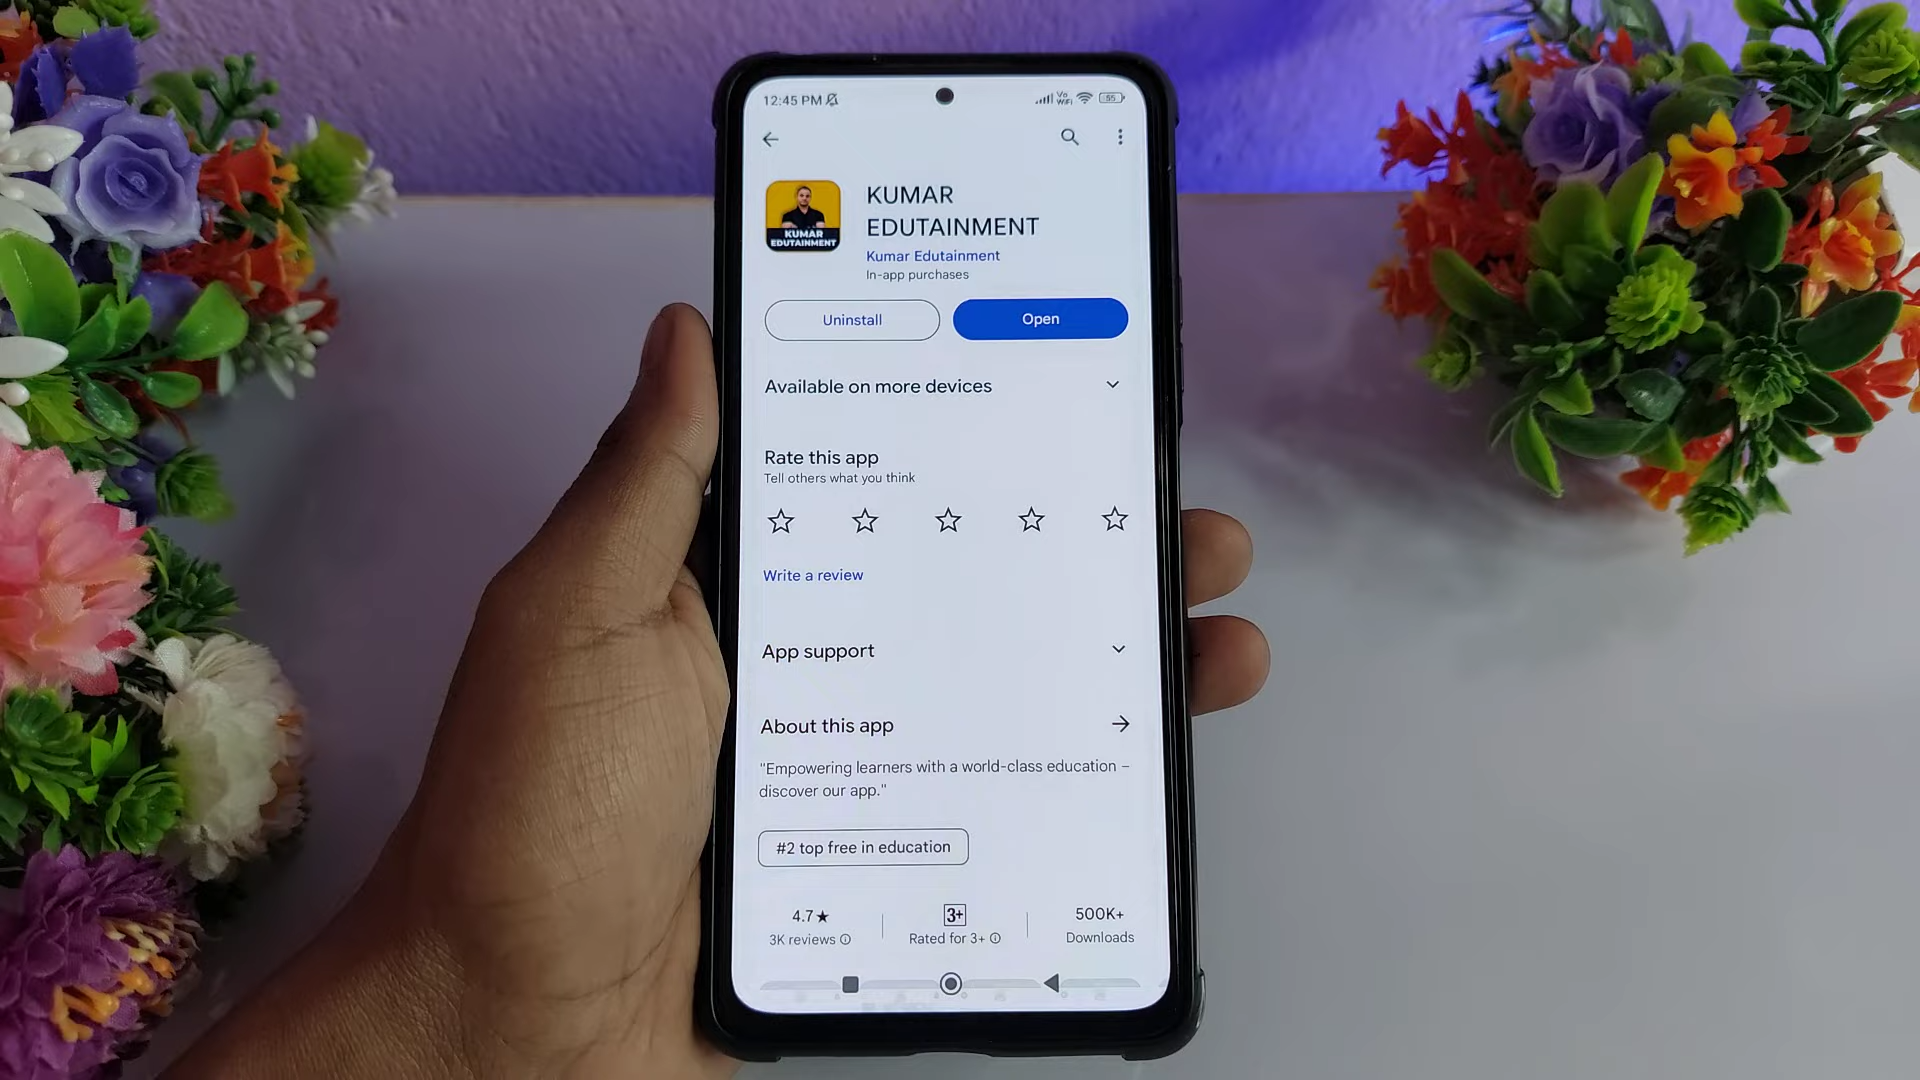 12:45 PM
Vo
WiFi
55
KUMAR
EDUTAINMENT
KUMAR
EDUTAINMENT
Kumar Edutainment
In-app purchases
Uninstall
Open
Available on more devices
Rate this app
Tell others what you think
Write a review
App support
About this app
"Empowering learners with a world-class education –
discover our app."
#2 top free in education
4.7★
3K reviews
3+
Rated for 3+
500K+
Downloads